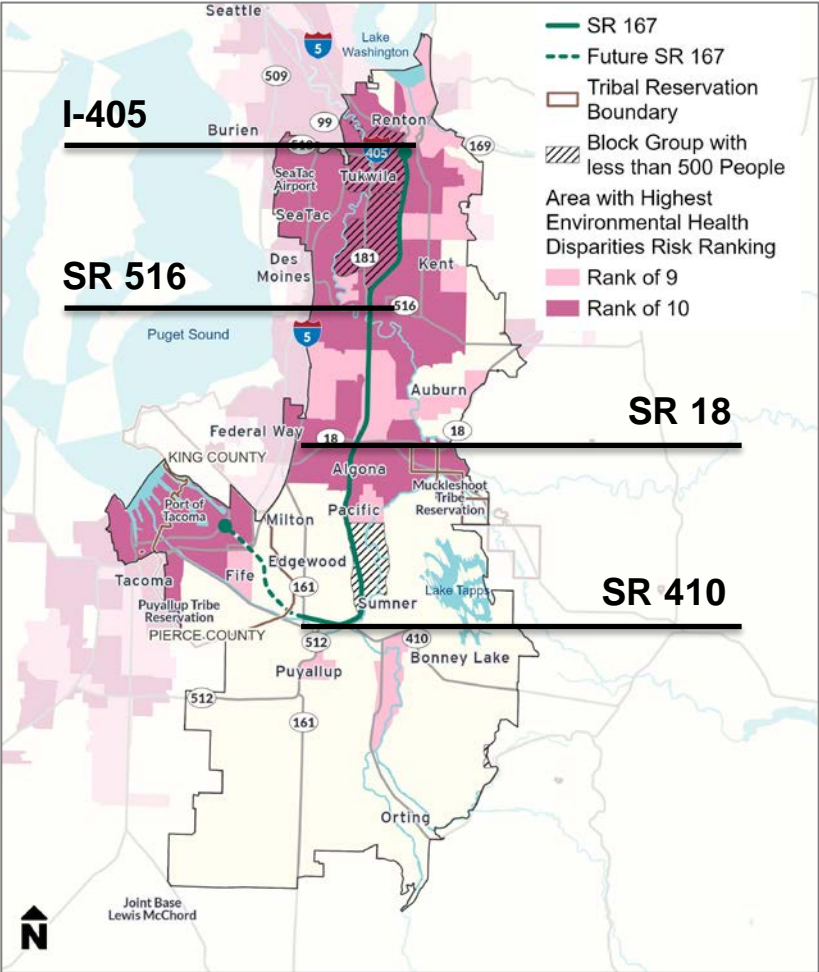 Seattle
5
Lake
Washington
509
I-405
99
Renton
Burien
518
405
169
SeaTac
Airport
Tukwila
SeaTac
181
Des
Moines
Kent
SR 516
516
5
Puget Sound
Auburn
SR 18
18
18
Federal Way
KING COUNTY
Algona
Muckleshoot
Tribe
Reservation
Port of
Tacoma
Pacific
Milton
Edgewood
Tacoma
Fife
161
Lake Tapps
SR 410
Sumner
Puyallup Tribe
Reservation
PIERCE COUNTY
512
410
Bonney Lake
Puyallup
512
161
Orting
Joint Base
Lewis McChord
N
SR 167
Future SR 167
Tribal Reservation
Boundary
Block Group with
less than 500 People
Area with Highest
Environmental Health
Disparities Risk Ranking
Rank of 9
Rank of 10